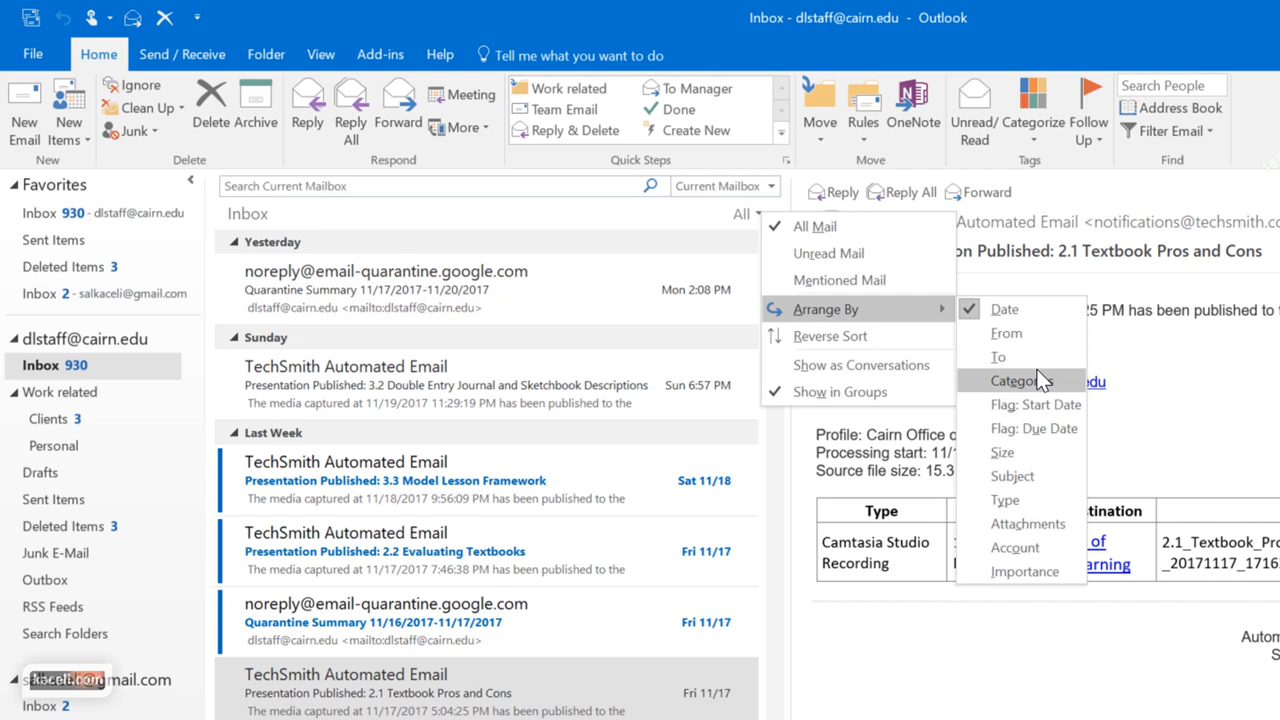 Inbox - dlstaff@cairn.edu - Outlook
File
Home
Send / Receive
Folder
View
Add-ins
Help
Tell me what you want to do
New Email
New Items
New
Ignore
Clean Up
Junk
Delete
Archive
Delete
Reply
Reply All
Forward
Meeting
More
Respond
Work related
Team Email
Reply & Delete
To Manager
Done
Create New
Quick Steps
Move
Rules
OneNote
Move
Unread/ Read
Categorize
Follow Up
Tags
Search People
Address Book
Filter Email
Find
Favorites
Inbox 930 - dlstaff@cairn.edu
Sent Items
Deleted Items 3
Inbox 2 - salkaceli@gmail.com
dlstaff@cairn.edu
Inbox 930
Work related
Clients 3
Personal
Drafts
Sent Items
Deleted Items 3
Junk E-Mail
Outbox
RSS Feeds
Search Folders
kaceli.com
gmail.com
Inbox 2
Search Current Mailbox
Current Mailbox
Inbox
All
Yesterday
noreply@email-quarantine.google.com
Quarantine Summary 11/17/2017-11/20/2017
Mon 2:08 PM
dlstaff@cairn.edu <mailto:dlstaff@cairn.edu>
Sunday
TechSmith Automated Email
Presentation Published: 3.2 Double Entry Journal and Sketchbook Descriptions
Sun 6:57 PM
The media captured at 11/19/2017 11:29:19 PM has been published to the
Last Week
TechSmith Automated Email
Presentation Published: 3.3 Model Lesson Framework
Sat 11/18
The media captured at 11/18/2017 9:56:09 PM has been published to the
TechSmith Automated Email
Presentation Published: 2.2 Evaluating Textbooks
Fri 11/17
The media captured at 11/17/2017 7:46:38 PM has been published to the
noreply@email-quarantine.google.com
Quarantine Summary 11/16/2017-11/17/2017
Fri 11/17
dlstaff@cairn.edu <mailto:dlstaff@cairn.edu>
TechSmith Automated Email
Presentation Published: 2.1 Textbook Pros and Cons
Fri 11/17
The media captured at 11/17/2017 5:04:25 PM has been published to the
All Mail
Unread Mail
Mentioned Mail
Arrange By
Reverse Sort
Show as Conversations
Show in Groups
Date
From
To
Categories
Flag: Start Date
Flag: Due Date
Size
Subject
Type
Attachments
Account
Importance
Reply
Reply All
Forward
Automated Email <notifications@techsmith.co
on Published: 2.1 Textbook Pros and Cons
25 PM has been published to the
edu
Profile: Cairn Office o
Processing start: 11/1
Source file size: 15.3
Type
tination
Camtasia Studio Recording
of
arning
2.1_Textbook_Pro
_20171117_1716
Autom
S